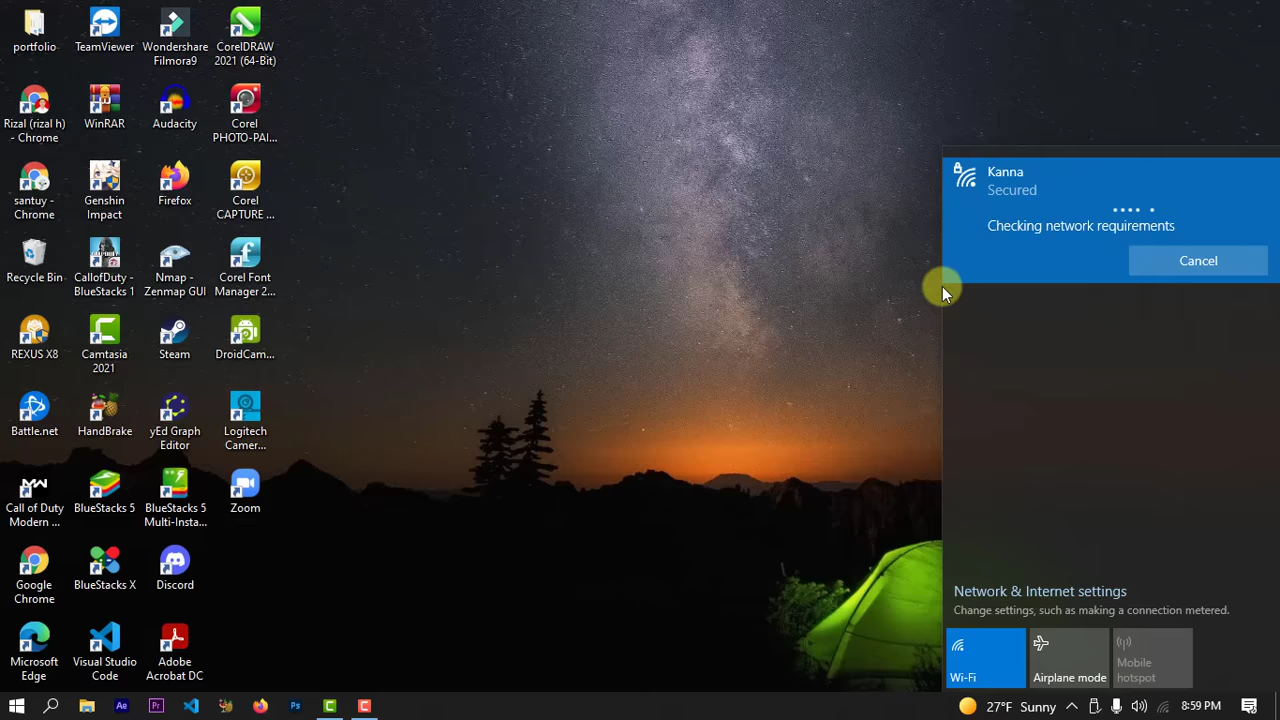 portfolio
TeamViewer
Wondershare
Filmora9
CorelDRAW
2021 (64-Bit)
Rizal (rizal h)
- Chrome
WinRAR
Audacity
Corel
PHOTO-PAI...
santuy -
Chrome
Genshin
Impact
Firefox
Corel
CAPTURE ...
Recycle Bin
CallofDuty -
BlueStacks 1
Nmap -
Zenmap GUI
Corel Font
Manager 2...
REXUS X8
Camtasia
2021
Steam
DroidCam...
Battle.net
HandBrake
yEd Graph
Editor
Logitech
Camer...
Call of Duty
Modern ...
BlueStacks 5
BlueStacks 5
Multi-Insta...
Zoom
Google
Chrome
BlueStacks X
Discord
Microsoft
Edge
Visual Studio
Code
Adobe
Acrobat DC
Kanna
Secured
Checking network requirements
Cancel
Network & Internet settings
Change settings, such as making a connection metered.
Wi-Fi
Airplane mode
Mobile
hotspot
27°F Sunny
8:59 PM